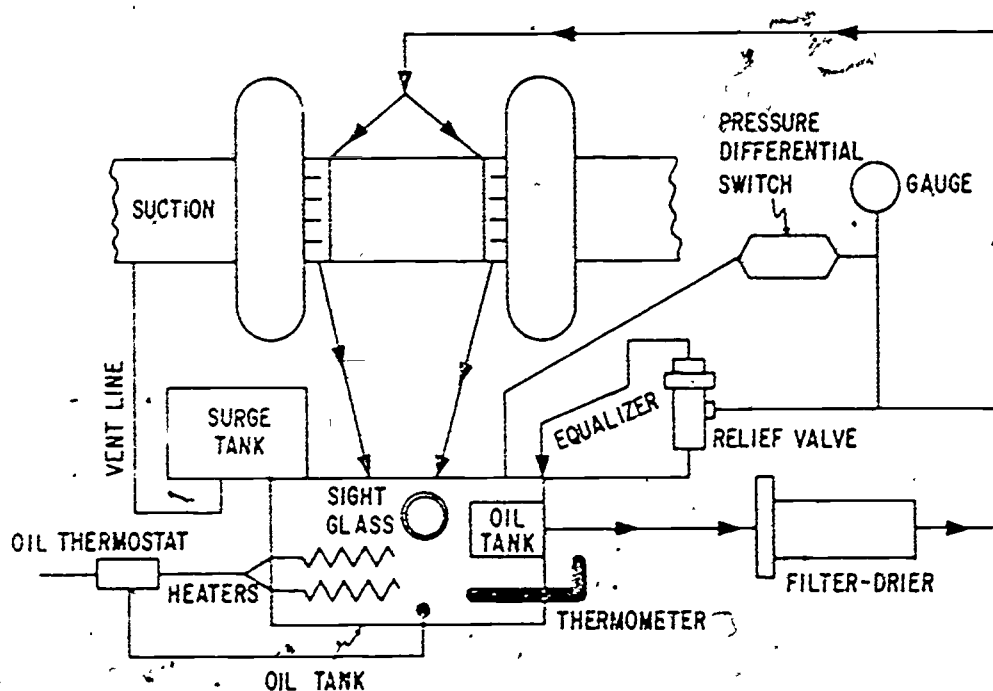 PRESSURE
DIFFERENTIAL
SWITCH
GAUGE
SUCTION
VENT LINE
SURGE
TANK
EQUALIZER
RELIEF VALVE
SIGHT
GLASS
OIL
TANK
OIL THERMOSTAT
HEATERS
FILTER-DRIER
THERMOMETER
OIL TANK